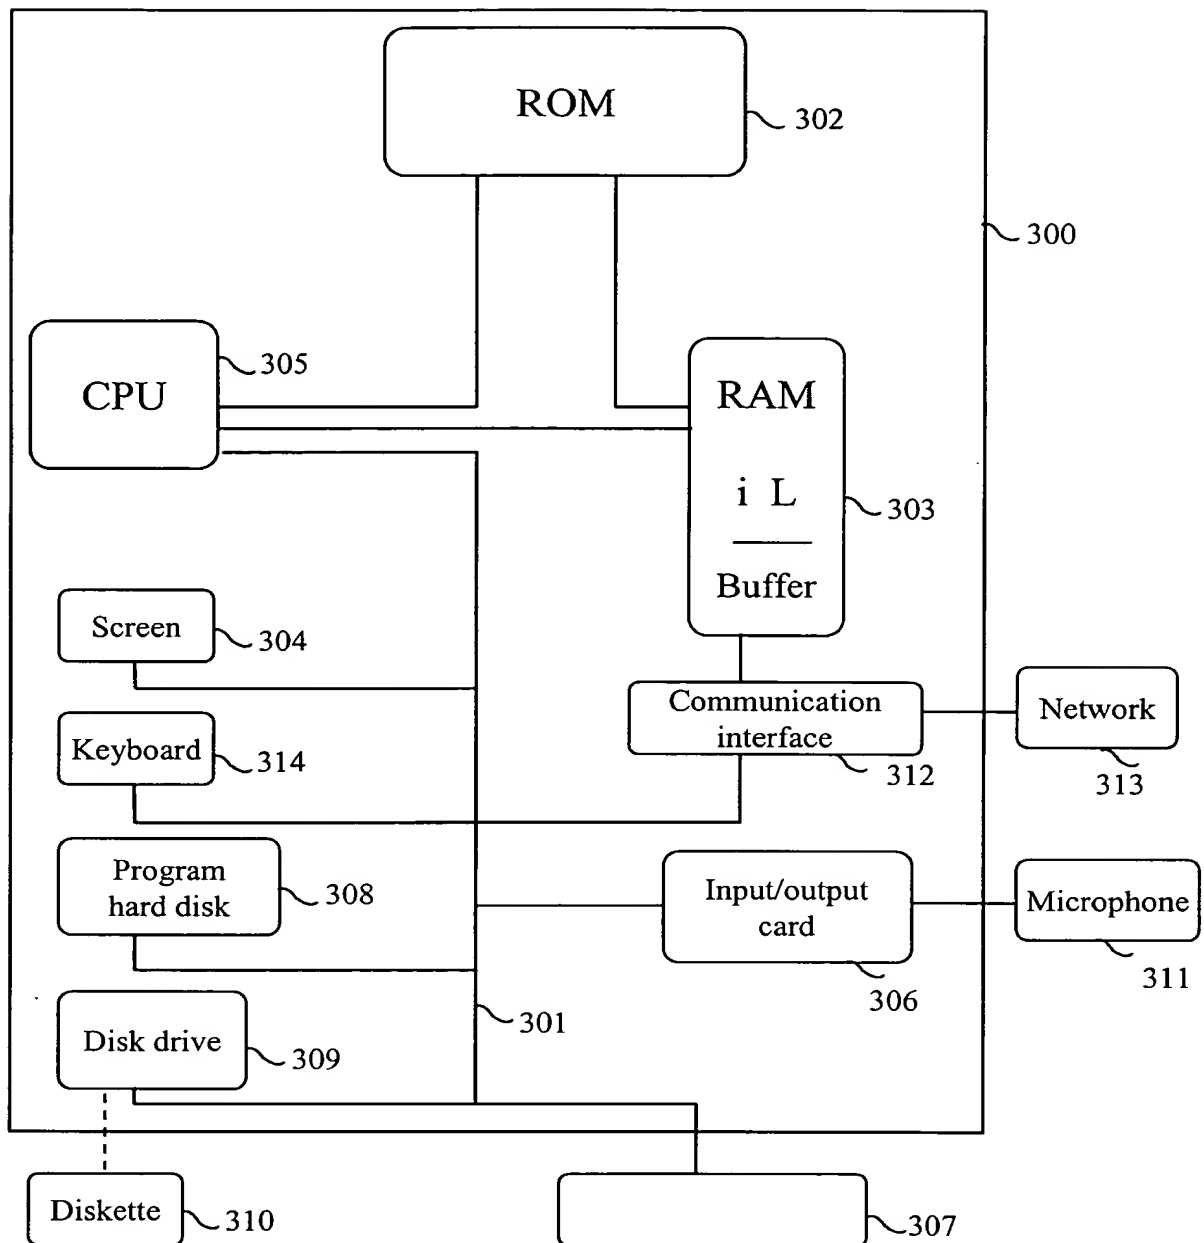 ROM
302
300
CPU
305
RAM
i L
Buffer
303
Screen
304
Communication
interface
312
Network
313
Keyboard
314
Program
hard disk
308
Input/output
card
306
Microphone
311
301
Disk drive
309
Diskette
310
307